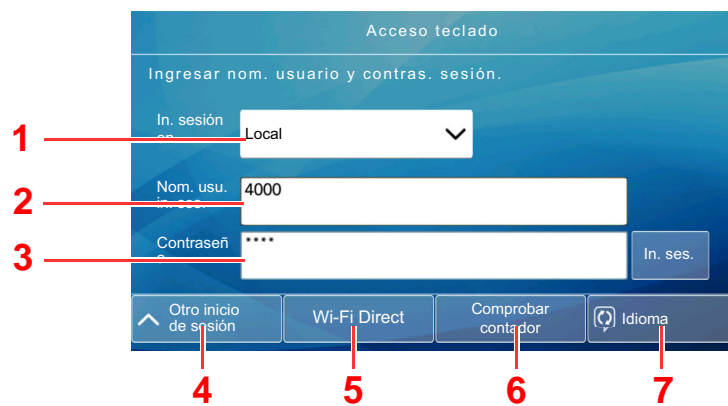 Acceso teclado
Ingresar nom. usuario y contras. sesión.
In. sesión
1 Local
Nom. usu.
2 4000
Contraseñ
3 ****
In. ses.
Otro inicio
de sesión
Wi-Fi Direct
Comprobar
contador
Idioma
4 5 6 7